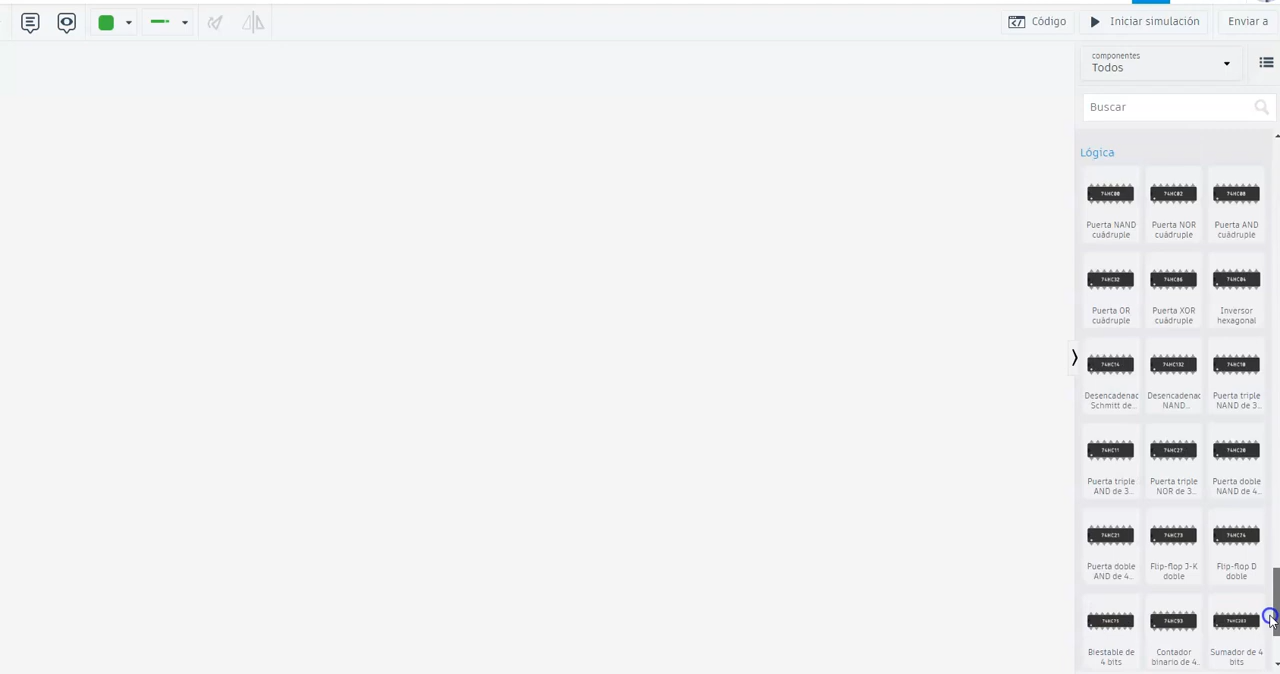 Código
Iniciar simulación
Enviar a
componentes
Todos
Buscar
Lógica
74HC00 74HC02 74HC08
Puerta NAND cuádruple
Puerta NOR cuádruple
Puerta AND cuádruple
74HC32 74HC86 74HC04
Puerta OR cuádruple
Puerta XOR cuádruple
Inversor hexagonal
74HC14 74HC132 74HC10
Desencadenac Schmitt de...
Desencadenac NAND...
Puerta triple NAND de 3...
74HC11 74HC27 74HC20
Puerta triple AND de 3...
Puerta triple NOR de 3...
Puerta doble NAND de 4...
74HC21 74HC73 74HC74
Puerta doble AND de 4...
Flip-flop J-K doble
Flip-flop D doble
74HC75 74HC93 74HC283
Biestable de 4 bits
Contador binario de 4...
Sumador de 4 bits